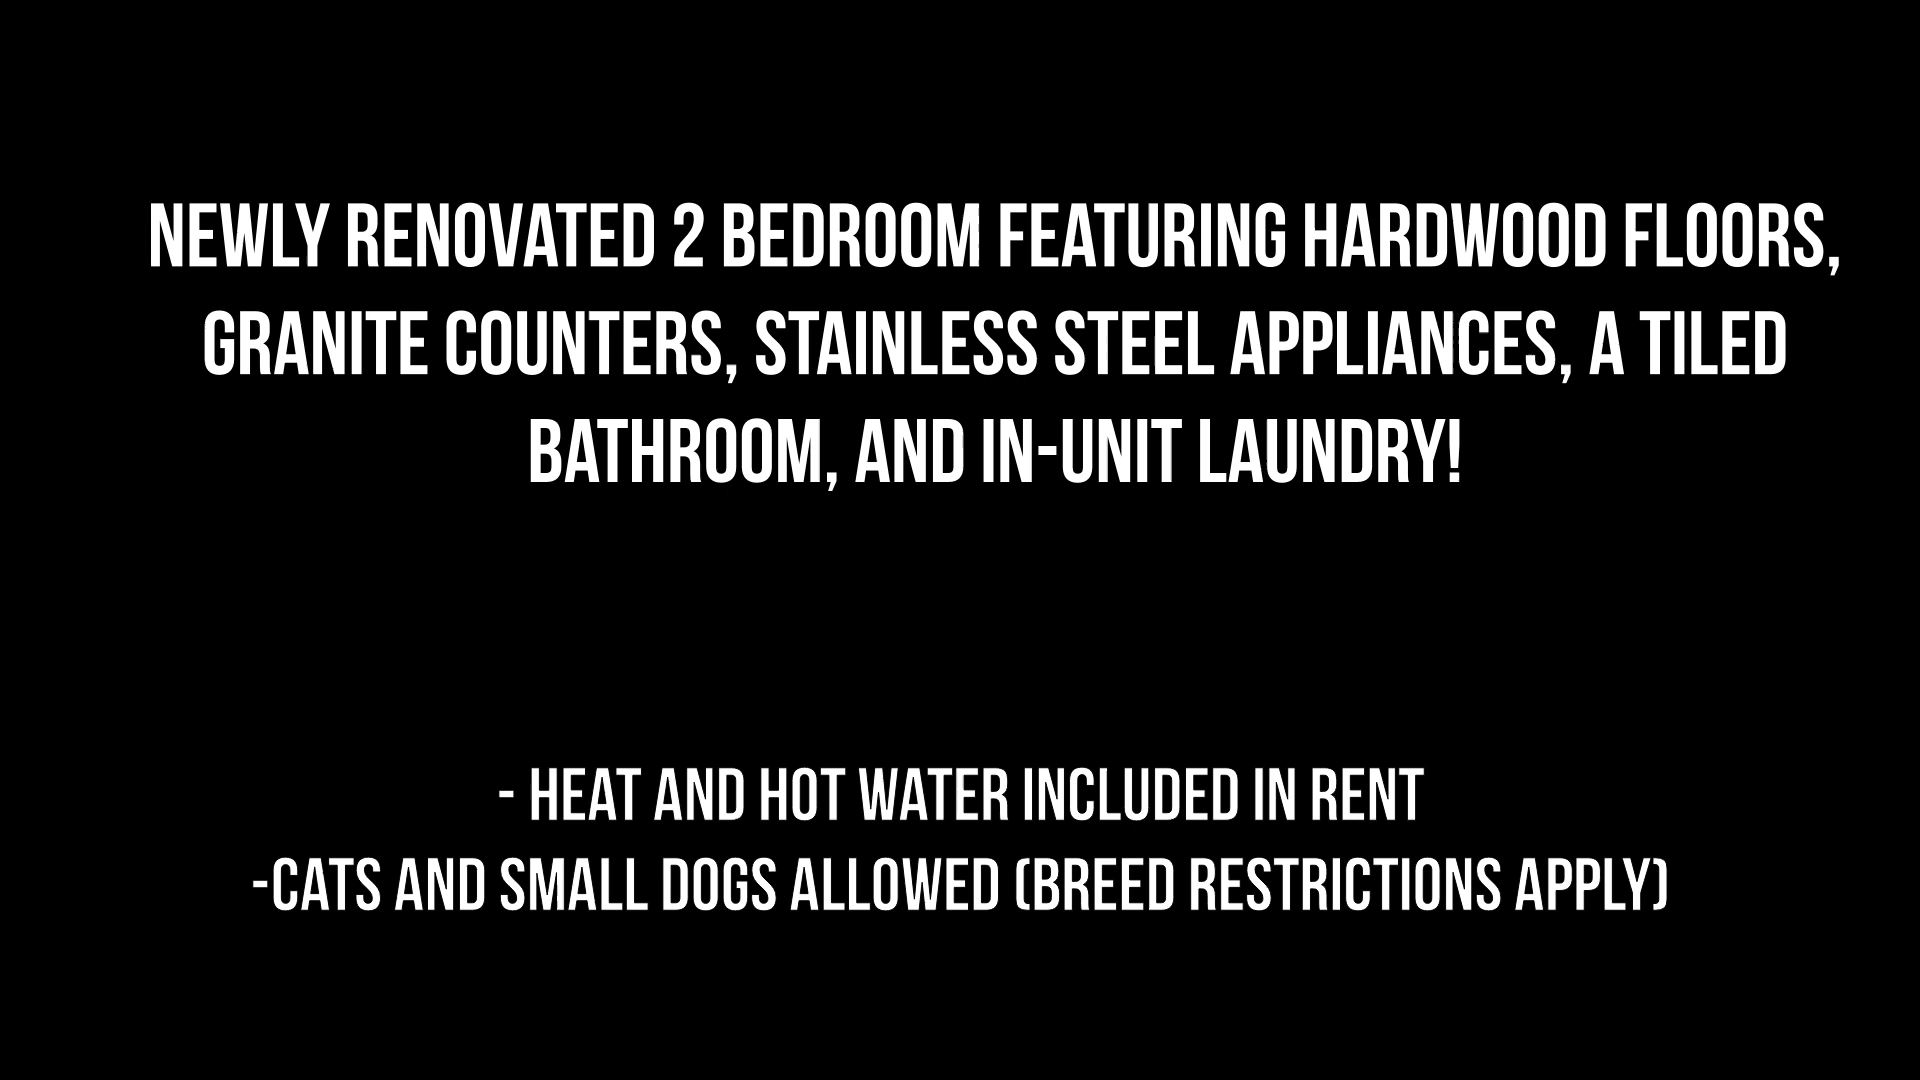 NEWLY RENOVATED 2 BEDROOM FEATURING HARDWOOD FLOORS,
GRANITE COUNTERS, STAINLESS STEEL APPLIANCES, A TILED
BATHROOM, AND IN-UNIT LAUNDRY!
- HEAT AND HOT WATER INCLUDED IN RENT
-CATS AND SMALL DOGS ALLOWED (BREED RESTRICTIONS APPLY)